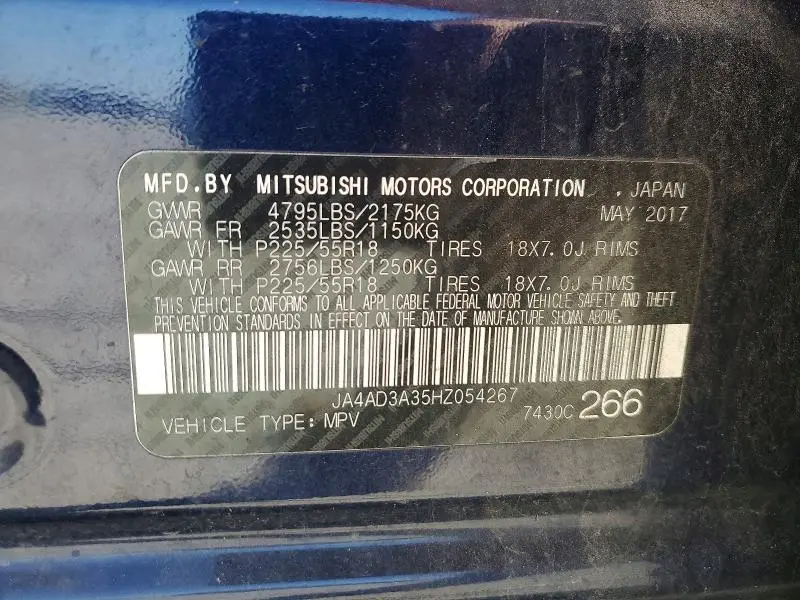 MFD.BY MITSUBISHI MOTORS CORPORATION . JAPAN
GVWR 4795LBS/2175KG MAY 2017
GAWR FR 2535LBS/1150KG
WITH P225/55R18 TIRES 18X7.0J RIMS
GAWR RR 2756LBS/1250KG
WITH P225/55R18 TIRES 18X7.0J RIMS
THIS VEHICLE CONFORMS TO ALL APPLICABLE FEDERAL MOTOR VEHICLE SAFETY AND THEFT
PREVENTION STANDARDS IN EFFECT ON THE DATE OF MANUFACTURE SHOWN ABOVE.
JA4AD3A35HZ054267
VEHICLE TYPE: MPV 7430C 266